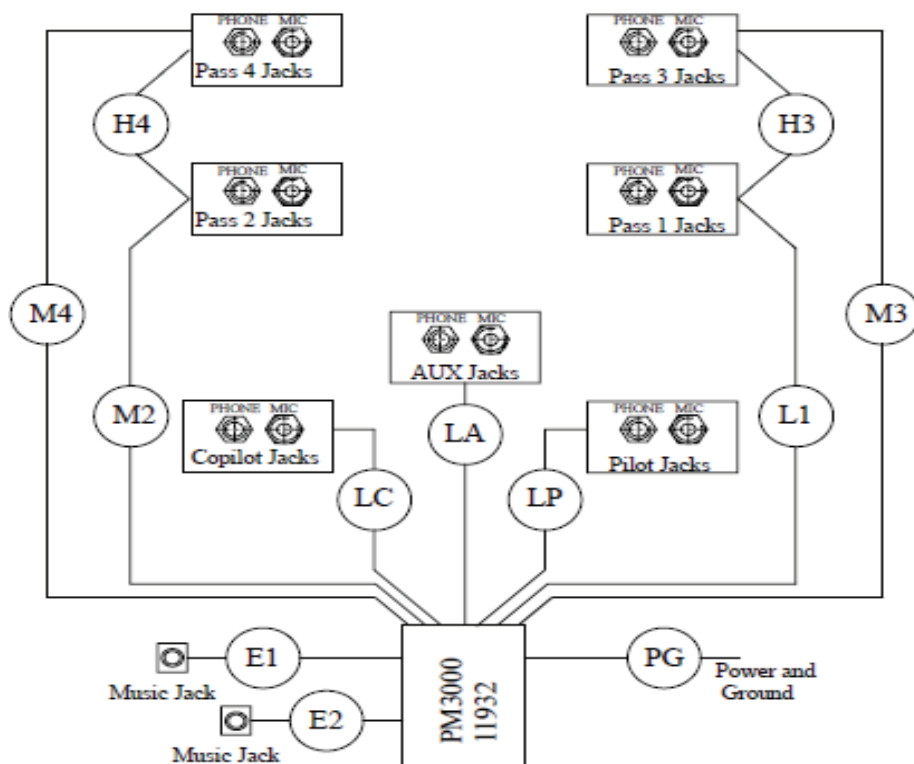 PHONE MIC
Pass 4 Jacks
PHONE MIC
Pass 3 Jacks
H4
H3
PHONE MIC
Pass 2 Jacks
PHONE MIC
Pass 1 Jacks
M4
M3
PHONE MIC
AUX Jacks
M2
PHONE MIC
Copilot Jacks
LA
PHONE MIC
Pilot Jacks
L1
LC
LP
E1
Music Jack
PM3000
11932
PG
Power and
Ground
E2
Music Jack